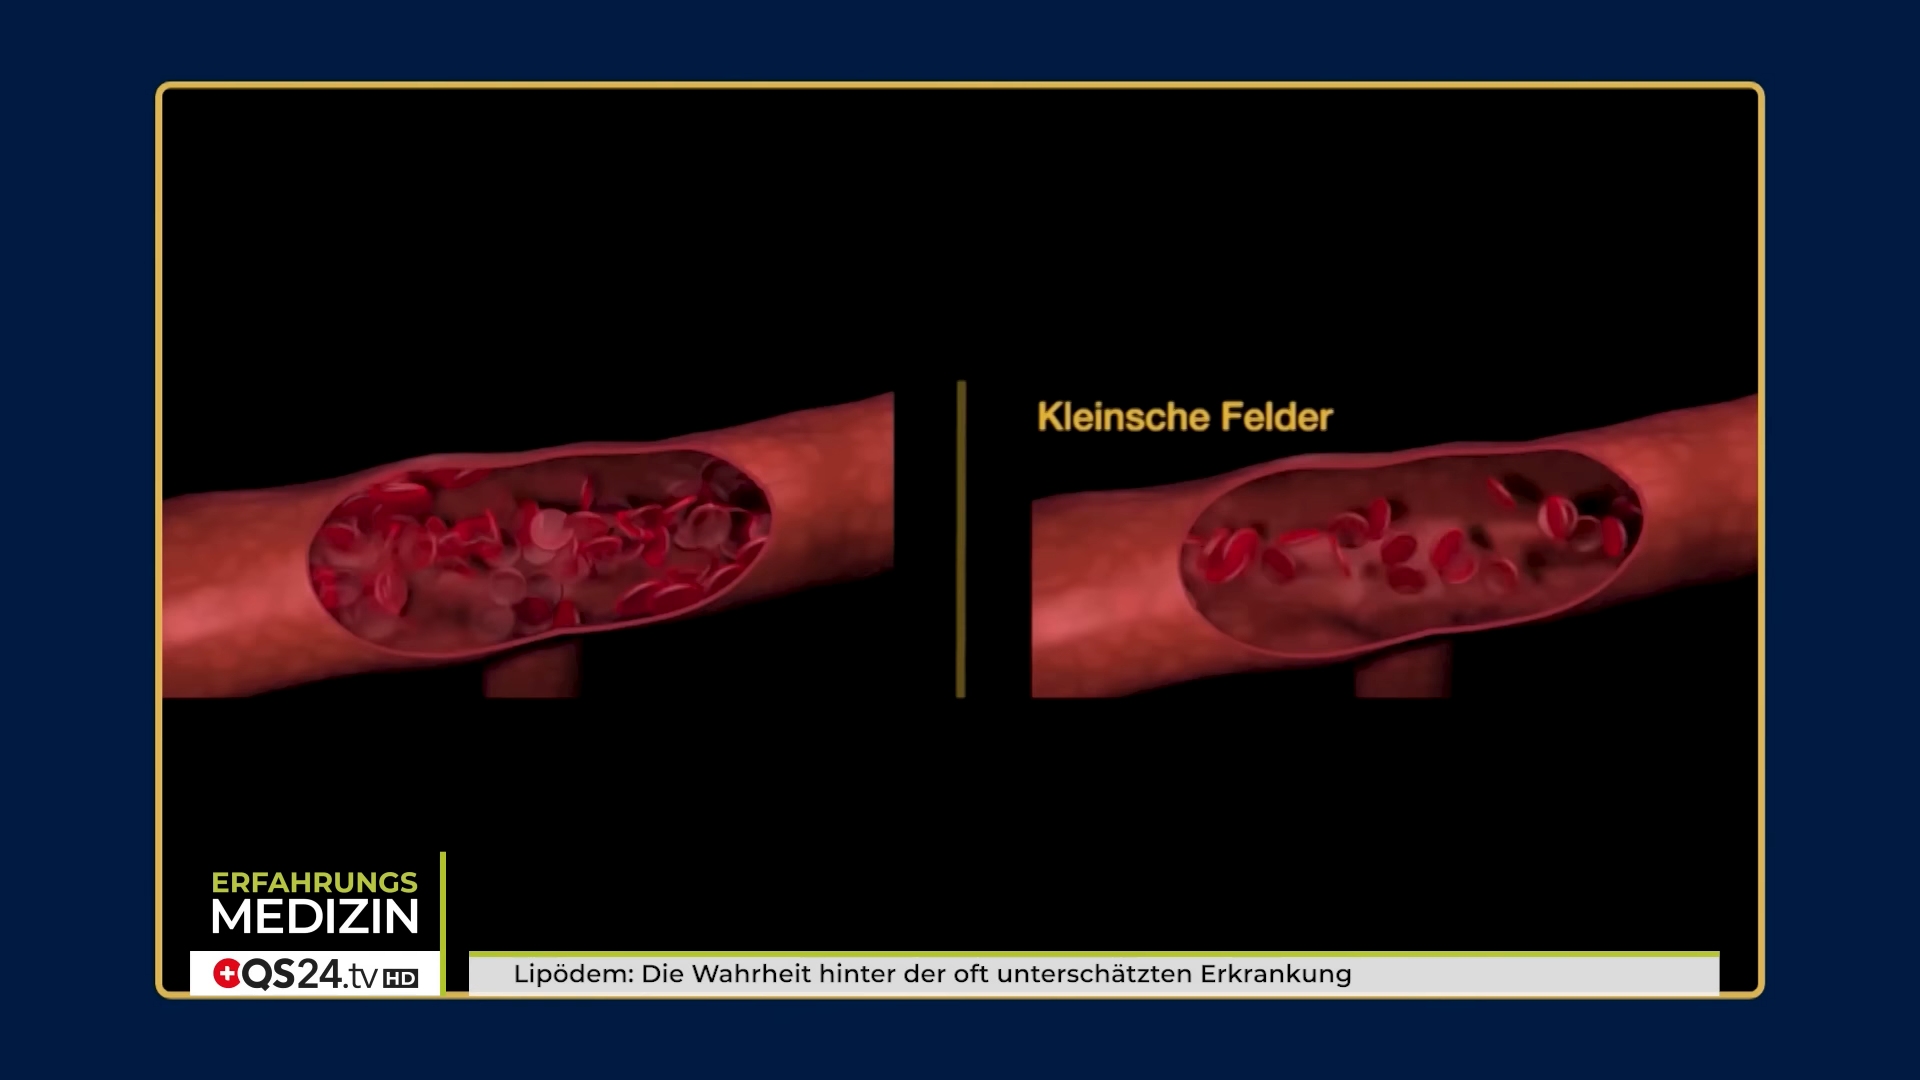 Kleinsche Felder
ERFAHRUNGS
MEDIZIN
QS24.tv HD
Lipödem: Die Wahrheit hinter der oft unterschätzten Erkrankung